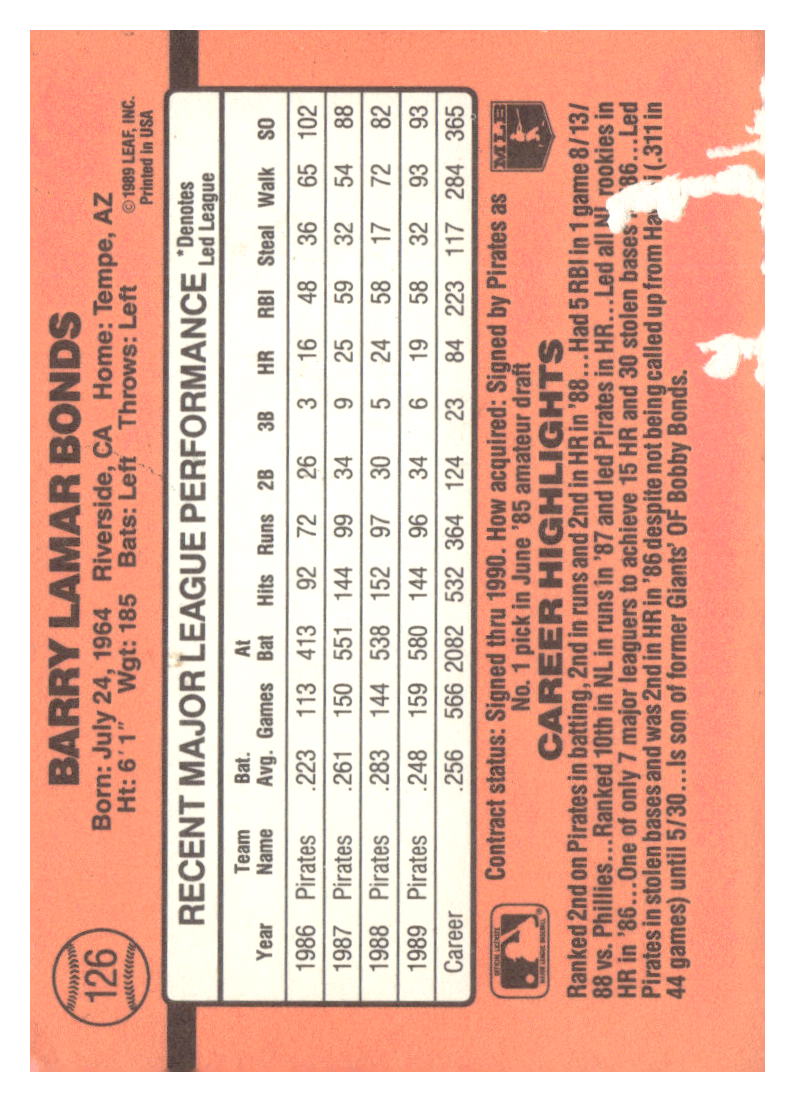 126
BARRY LAMAR BONDS
Born: July 24, 1964 Riverside, CA Home: Tempe, AZ
Ht: 6′1″ Wgt: 185 Bats: Left Throws: Left
©1989 LEAF, INC.
Printed in USA
RECENT MAJOR LEAGUE PERFORMANCE *Denotes Led League
Year Team Name Bat. Avg. Games At Bat Hits Runs 2B 3B HR RBI Steal Walk SO
1986 Pirates .223 113 413 92 72 26 3 16 48 36 65 102
1987 Pirates .261 150 551 144 99 34 9 25 59 32 54 88
1988 Pirates .283 144 538 152 97 30 5 24 58 17 72 82
1989 Pirates .248 159 580 144 96 34 6 19 58 32 93 93
Career .256 566 2082 532 364 124 23 84 223 117 284 365
OFFICIAL LICENSEE
MAJOR LEAGUE BASEBALL
Contract status: Signed thru 1990. How acquired: Signed by Pirates as
No. 1 pick in June '85 amateur draft
MLB
CAREER HIGHLIGHTS
Ranked 2nd on Pirates in batting, 2nd in runs and 2nd in HR in '88...Had 5 RBI in 1 game 8/13/
88 vs. Phillies...Ranked 10th in NL in runs in '87 and led Pirates in HR...Led all NL rookies in
HR in '86...One of only 7 major leaguers to achieve 15 HR and 30 stolen bases '86...Led
Pirates in stolen bases and was 2nd in HR in '86 despite not being called up from Ha i (.311 in
44 games) until 5/30...Is son of former Giants' OF Bobby Bonds.